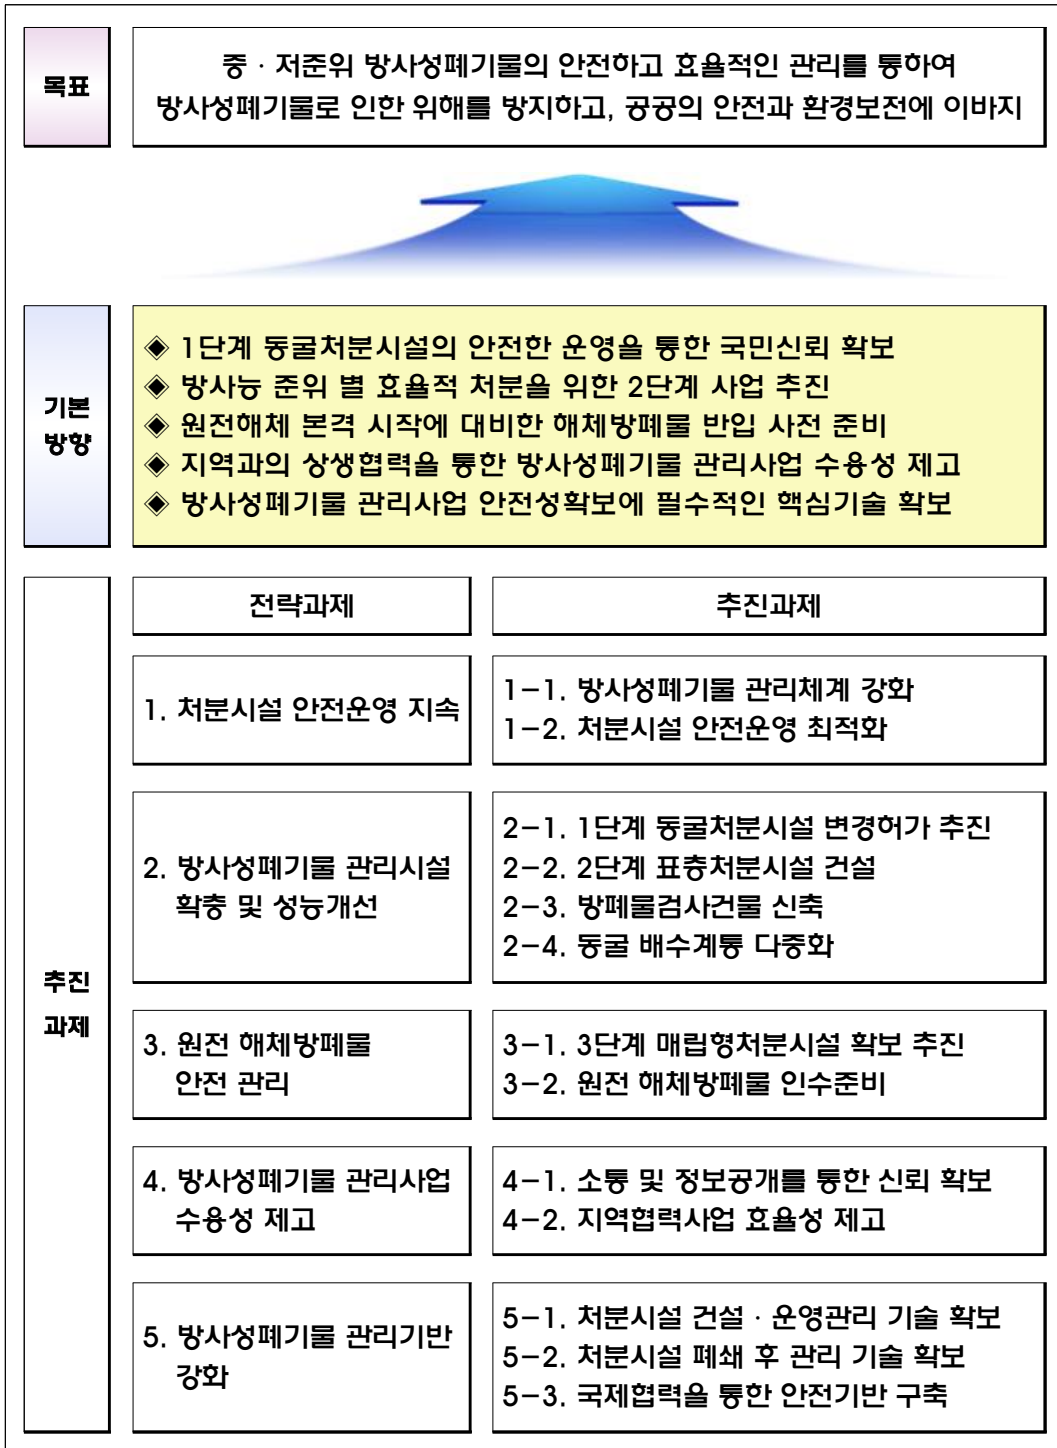 목표
중 · 저준위 방사성폐기물의 안전하고 효율적인 관리를 통하여
방사성폐기물로 인한 위해를 방지하고, 공공의 안전과 환경보전에 이바지
기본
방향
◈ 1단계 동굴처분시설의 안전한 운영을 통한 국민신뢰 확보
◈ 방사능 준위 별 효율적 처분을 위한 2단계 사업 추진
◈ 원전해체 본격 시작에 대비한 해체방폐물 반입 사전 준비
◈ 지역과의 상생협력을 통한 방사성폐기물 관리사업 수용성 제고
◈ 방사성폐기물 관리사업 안전성확보에 필수적인 핵심기술 확보
추진
과제
전략과제
추진과제
1. 처분시설 안전운영 지속
1-1. 방사성폐기물 관리체계 강화
1-2. 처분시설 안전운영 최적화
2. 방사성폐기물 관리시설
확충 및 성능개선
2-1. 1단계 동굴처분시설 변경허가 추진
2-2. 2단계 표층처분시설 건설
2-3. 방폐물검사건물 신축
2-4. 동굴 배수계통 다중화
3. 원전 해체방폐물
안전 관리
3-1. 3단계 매립형처분시설 확보 추진
3-2. 원전 해체방폐물 인수준비
4. 방사성폐기물 관리사업
수용성 제고
4-1. 소통 및 정보공개를 통한 신뢰 확보
4-2. 지역협력사업 효율성 제고
5. 방사성폐기물 관리기반
강화
5-1. 처분시설 건설 · 운영관리 기술 확보
5-2. 처분시설 폐쇄 후 관리 기술 확보
5-3. 국제협력을 통한 안전기반 구축